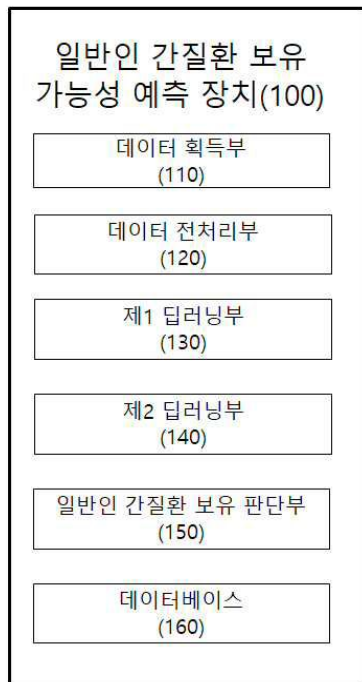 일반인 간질환 보유
가능성 예측 장치(100)
데이터 획득부
(110)
데이터 전처리부
(120)
제1 딥러닝부
(130)
제2 딥러닝부
(140)
일반인 간질환 보유 판단부
(150)
데이터베이스
(160)